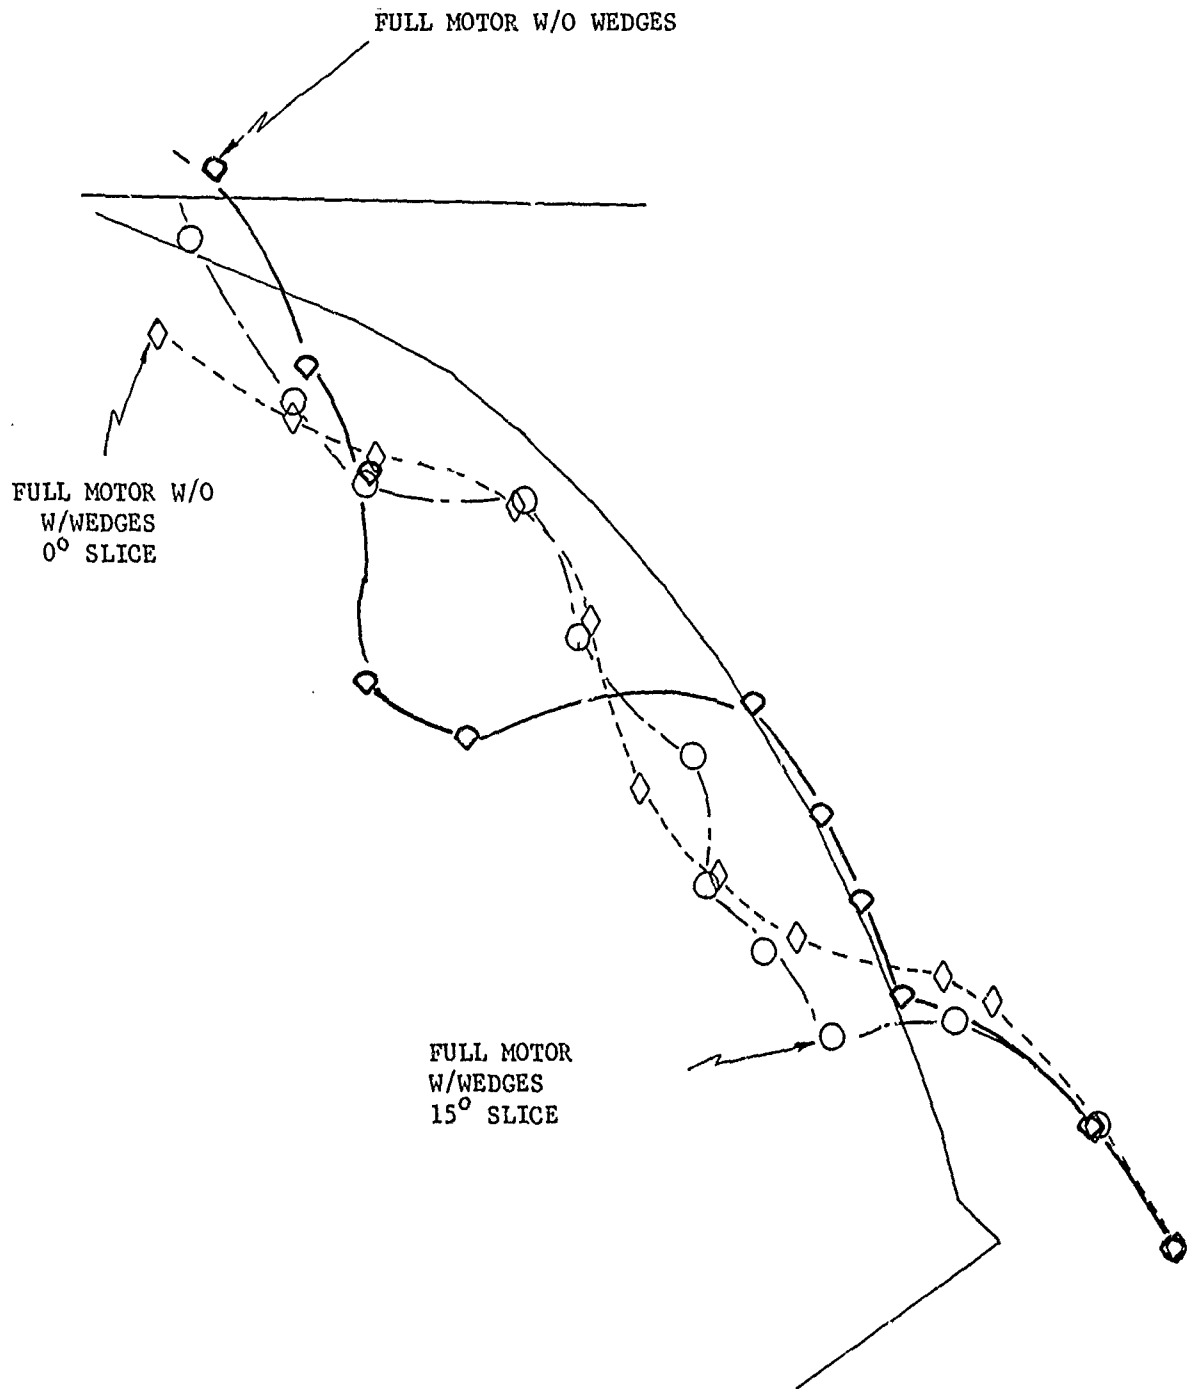 FULL MOTOR W/O WEDGES
FULL MOTOR W/O
W/WEDGES
0° SLICE
FULL MOTOR
W/WEDGES
15° SLICE